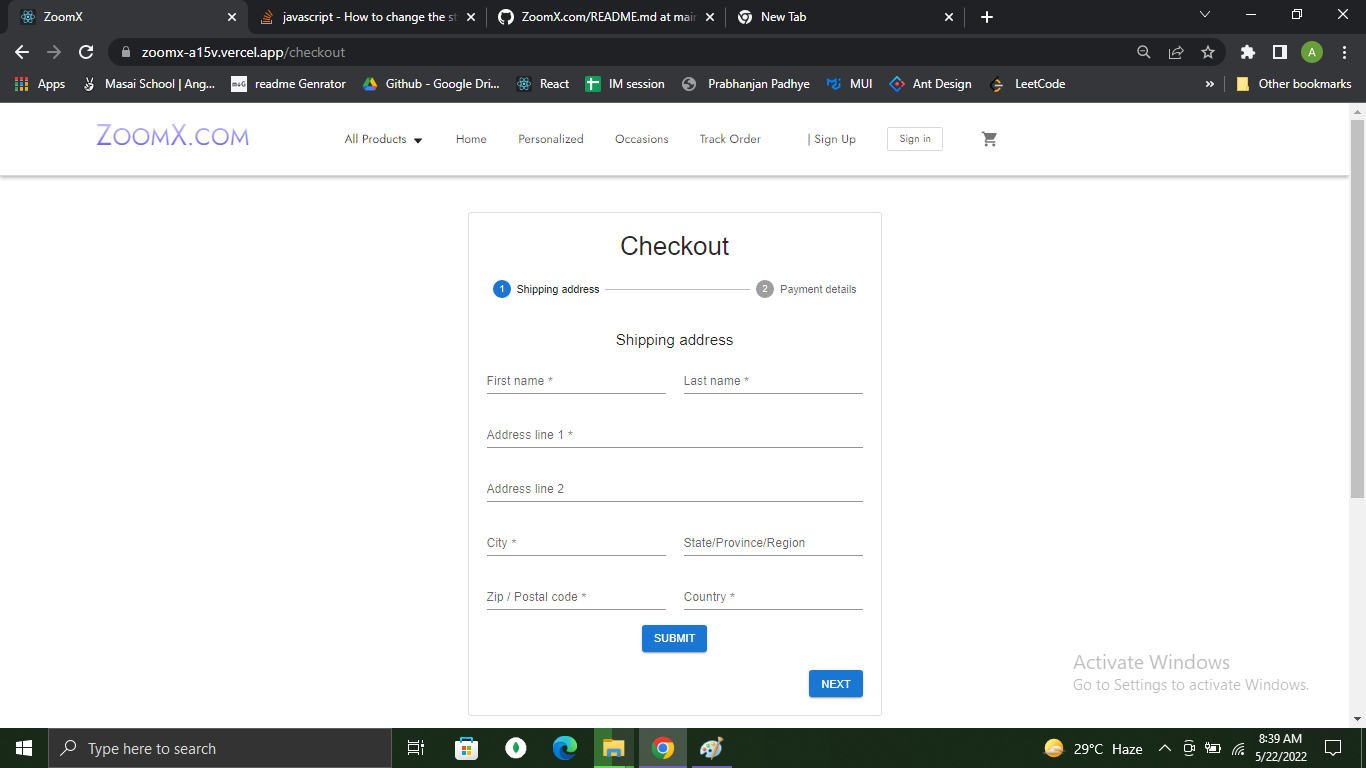 ZoomX
javascript - How to change the st
ZoomX.com/README.md at main
New Tab
zoomx-a15v.vercel.app/checkout
A
Apps
Masai School | Ang...
m&G
readme Genrator
Github - Google Dri...
React
IM session
Prabhanjan Padhye
MUI
Ant Design
LeetCode
»
Other bookmarks
ZoomX.com
All Products
Home
Personalized
Occasions
Track Order
| Sign Up
Sign in
Checkout
1 Shipping address
2 Payment details
Shipping address
First name *
Last name *
Address line 1 *
Address line 2
City *
State/Province/Region
Zip / Postal code *
Country *
SUBMIT
NEXT
Activate Windows
Go to Settings to activate Windows.
Type here to search
29°C Haze
8:39 AM
5/22/2022